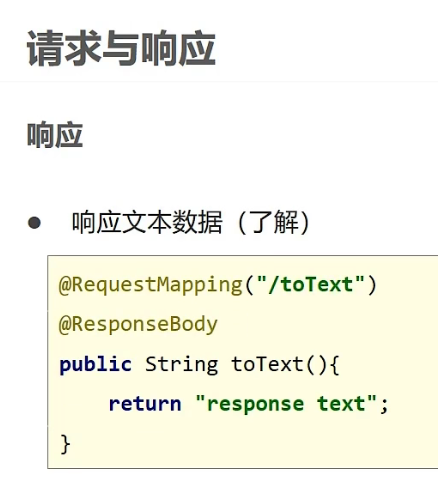 请求与响应
响应
● 响应文本数据（了解）
@RequestMapping("/toText")
@ResponseBody
public String toText(){
    return "response text";
}